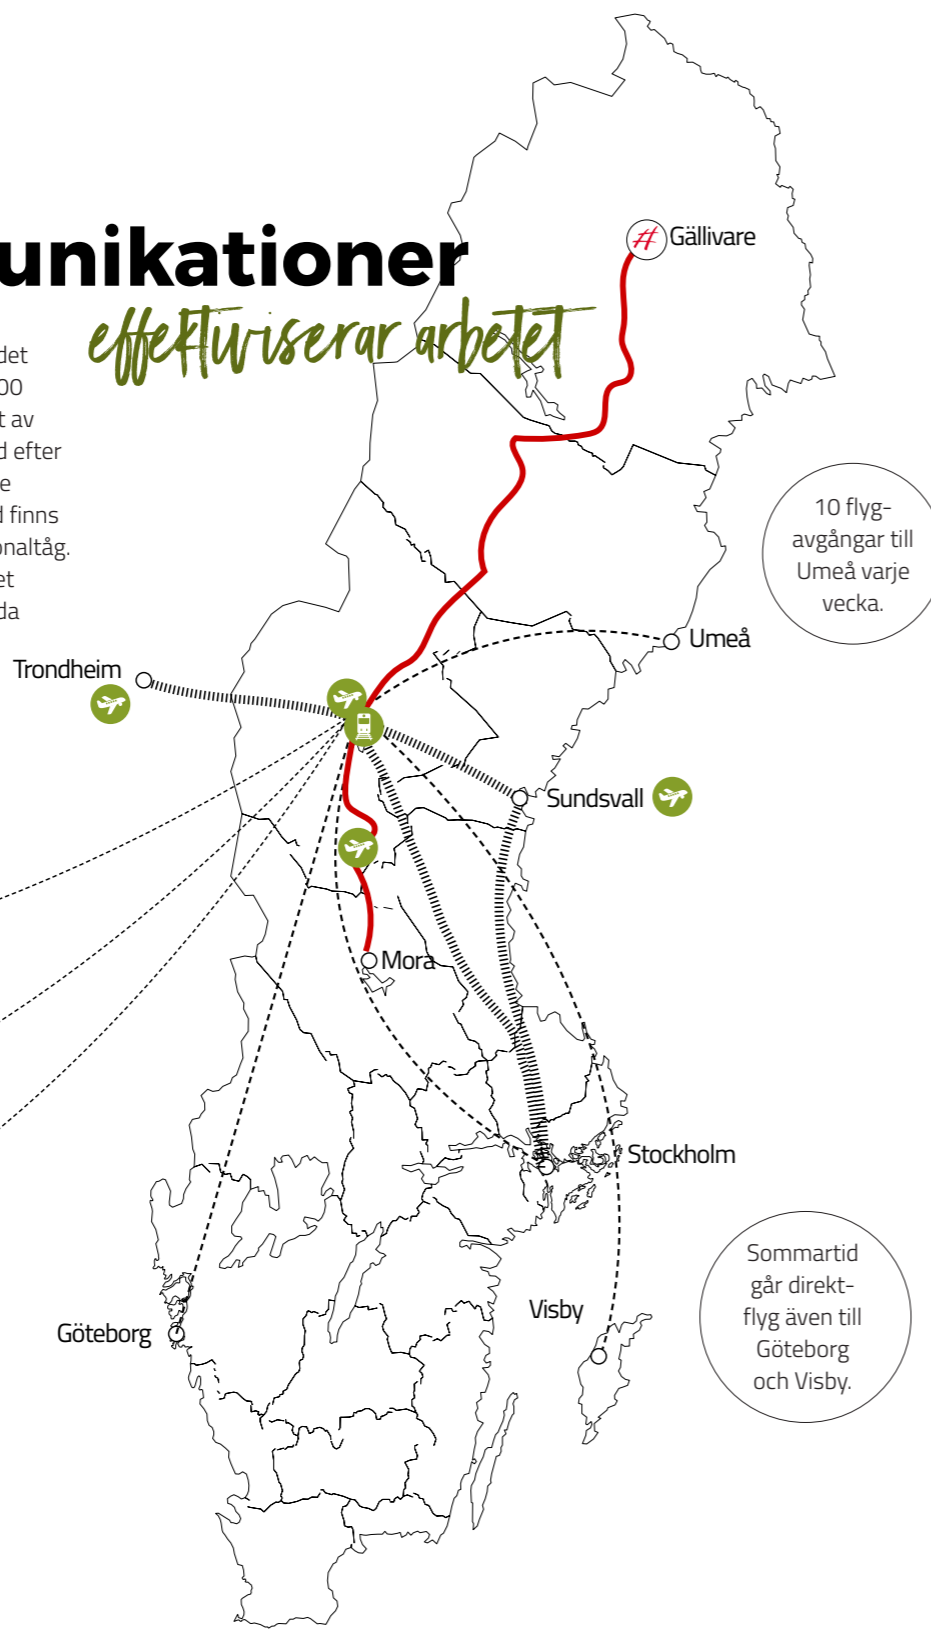 unikationer
effektiviserar arbetet
det
00
t av
d efter
e
d finns
onaltåg.
et
da
Gällivare
10 flyg-
avgångar till
Umeå varje
vecka.
Umeå
Trondheim
Sundsvall
Mora
Stockholm
Sommartid
går direkt-
flyg även till
Göteborg
och Visby.
Visby
Göteborg